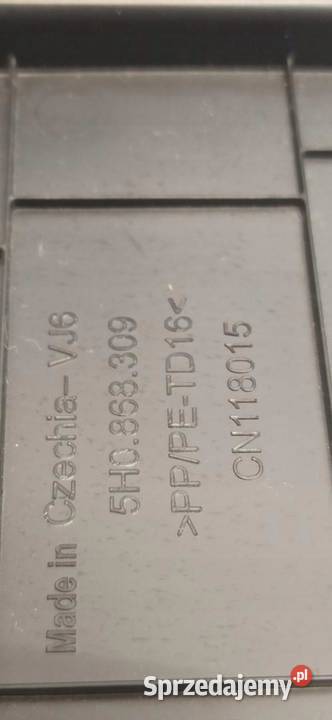 Made in Czechia-VJ6
5H0.868.309
>PP/PE-TD16<
CN118015
Sprzedajemy.pl